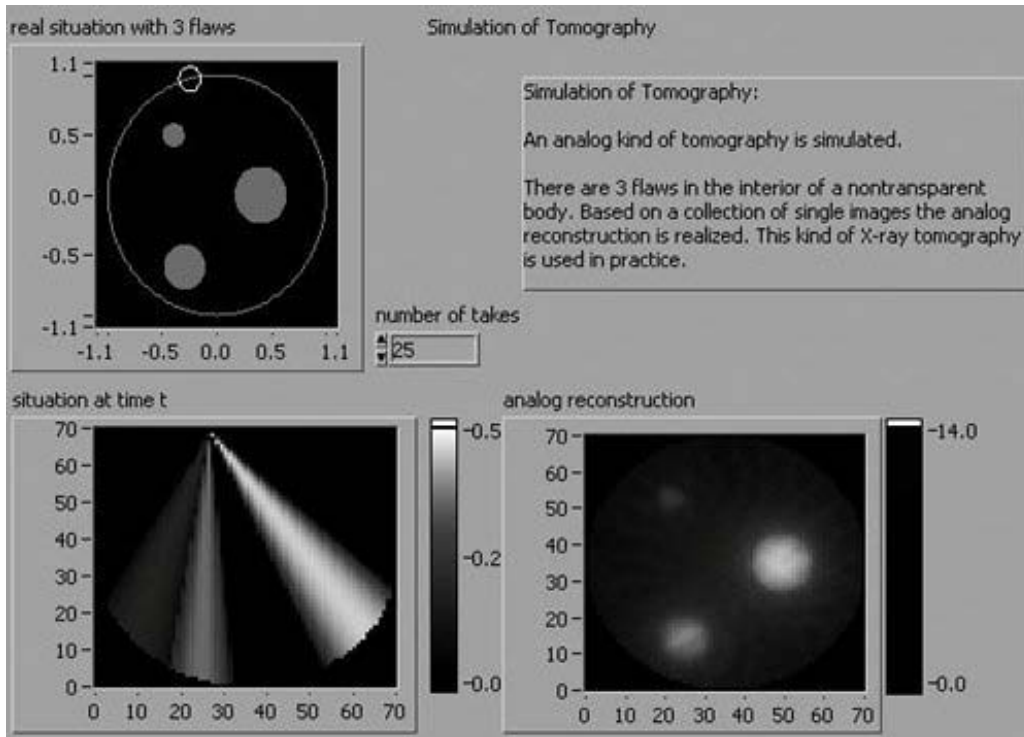 real situation with 3 flaws
Simulation of Tomography
1.1
0.5
0.0
-0.5
-1.1
-1.1 -0.5 0.0 0.5 1.1
Simulation of Tomography:
An analog kind of tomography is simulated.
There are 3 flaws in the interior of a nontransparent
body. Based on a collection of single images the analog
reconstruction is realized. This kind of X-ray tomography
is used in practice.
number of takes
25
situation at time t
70
60
50
40
30
20
10
0
0 10 20 30 40 50 60 70
-0.5
-0.2
-0.0
analog reconstruction
70
60
50
40
30
20
10
0
0 10 20 30 40 50 60 70
-14.0
-0.0